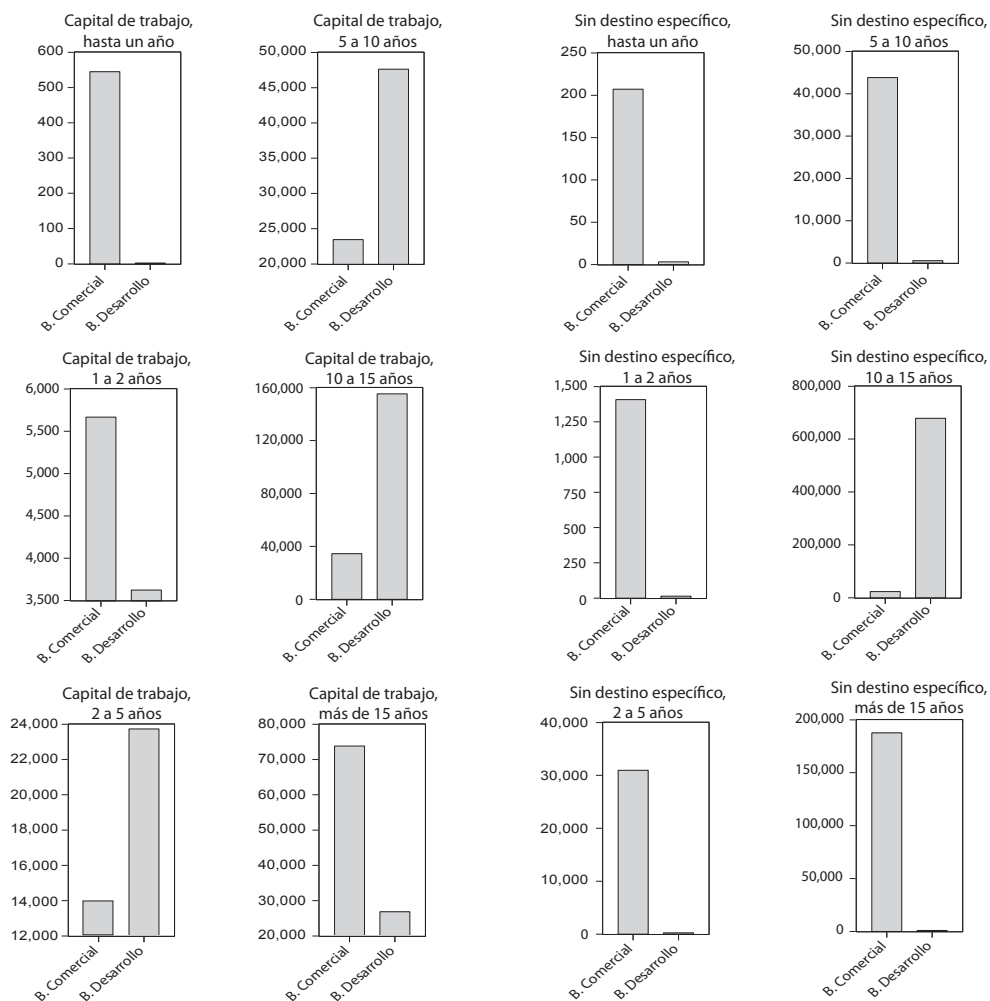 Capital de trabajo,
hasta un año
600
500
400
300
200
100
0
B. Comercial
B. Desarrollo
Capital de trabajo,
5 a 10 años
50,000
45,000
40,000
35,000
30,000
25,000
20,000
B. Comercial
B. Desarrollo
Sin destino específico,
hasta un año
250
200
150
100
50
0
B. Comercial
B. Desarrollo
Sin destino específico,
5 a 10 años
50,000
40,000
30,000
20,000
10,000
0
B. Comercial
B. Desarrollo
Capital de trabajo,
1 a 2 años
6,000
5,500
5,000
4,500
4,000
3,500
B. Comercial
B. Desarrollo
Capital de trabajo,
10 a 15 años
160,000
120,000
80,000
40,000
0
B. Comercial
B. Desarrollo
Sin destino específico,
1 a 2 años
1,500
1,250
1,000
750
500
250
0
B. Comercial
B. Desarrollo
Sin destino específico,
10 a 15 años
800,000
600,000
400,000
200,000
0
B. Comercial
B. Desarrollo
Capital de trabajo,
2 a 5 años
24,000
22,000
20,000
18,000
16,000
14,000
12,000
B. Comercial
B. Desarrollo
Capital de trabajo,
más de 15 años
80,000
70,000
60,000
50,000
40,000
30,000
20,000
B. Comercial
B. Desarrollo
Sin destino específico,
2 a 5 años
40,000
30,000
20,000
10,000
0
B. Comercial
B. Desarrollo
Sin destino específico,
más de 15 años
200,000
150,000
100,000
50,000
0
B. Comercial
B. Desarrollo